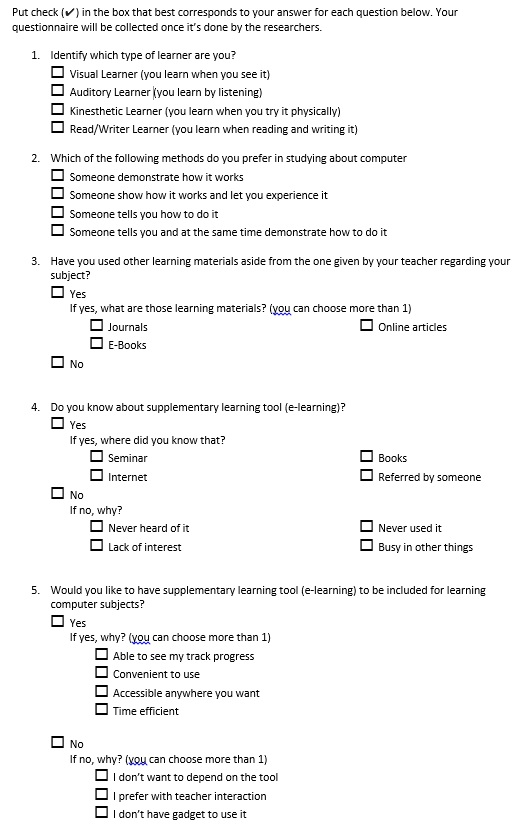 Put check (✔) in the box that best corresponds to your answer for each question below. Your
questionnaire will be collected once it's done by the researchers.
1. Identify which type of learner are you?
☐ Visual Learner (you learn when you see it)
☐ Auditory Learner (you learn by listening)
☐ Kinesthetic Learner (you learn when you try it physically)
☐ Read/Writer Learner (you learn when reading and writing it)
2. Which of the following methods do you prefer in studying about computer
☐ Someone demonstrate how it works
☐ Someone show how it works and let you experience it
☐ Someone tells you how to do it
☐ Someone tells you and at the same time demonstrate how to do it
3. Have you used other learning materials aside from the one given by your teacher regarding your
subject?
☐ Yes
If yes, what are those learning materials? (you can choose more than 1)
☐ Journals ☐ Online articles
☐ E-Books
☐ No
4. Do you know about supplementary learning tool (e-learning)?
☐ Yes
If yes, where did you know that?
☐ Seminar ☐ Books
☐ Internet ☐ Referred by someone
☐ No
If no, why?
☐ Never heard of it ☐ Never used it
☐ Lack of interest ☐ Busy in other things
5. Would you like to have supplementary learning tool (e-learning) to be included for learning
computer subjects?
☐ Yes
If yes, why? (you can choose more than 1)
☐ Able to see my track progress
☐ Convenient to use
☐ Accessible anywhere you want
☐ Time efficient
☐ No
If no, why? (you can choose more than 1)
☐ I don't want to depend on the tool
☐ I prefer with teacher interaction
☐ I don't have gadget to use it